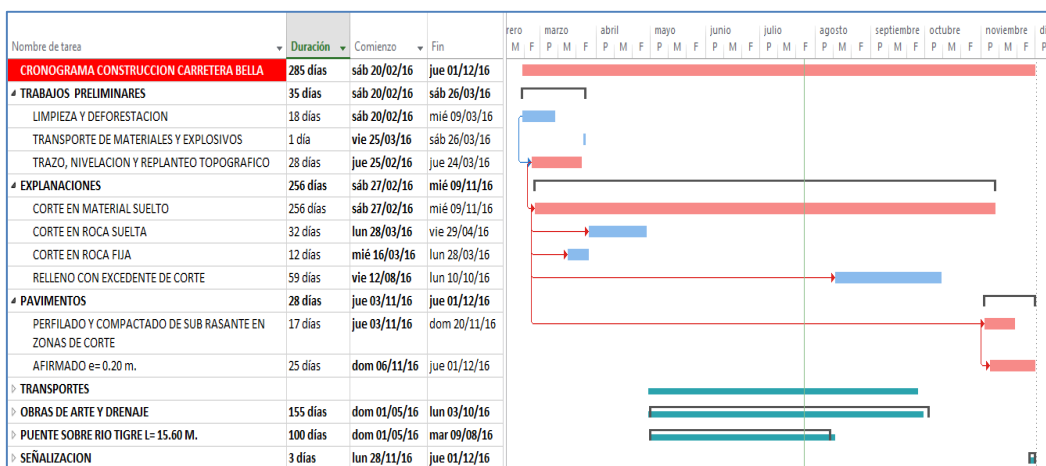 rero marzo abril mayo junio julio agosto septiembre octubre noviembre di
Nombre de tarea Duración Comienzo Fin M F P M F P M F P M F P M F P M F P M F P M F P M F P M F P
CRONOGRAMA CONSTRUCCION CARRETERA BELLA 285 días sáb 20/02/16 jue 01/12/16
TRABAJOS PRELIMINARES 35 días sáb 20/02/16 sáb 26/03/16
LIMPIEZA Y DEFORESTACION 18 días sáb 20/02/16 mié 09/03/16
TRANSPORTE DE MATERIALES Y EXPLOSIVOS 1 día vie 25/03/16 sáb 26/03/16
TRAZO, NIVELACION Y REPLANTEO TOPOGRAFICO 28 días jue 25/02/16 jue 24/03/16
EXPLANACIONES 256 días sáb 27/02/16 mié 09/11/16
CORTE EN MATERIAL SUELTO 256 días sáb 27/02/16 mié 09/11/16
CORTE EN ROCA SUELTA 32 días lun 28/03/16 vie 29/04/16
CORTE EN ROCA FIJA 12 días mié 16/03/16 lun 28/03/16
RELLENO CON EXCEDENTE DE CORTE 59 días vie 12/08/16 lun 10/10/16
PAVIMENTOS 28 días jue 03/11/16 jue 01/12/16
PERFILADO Y COMPACTADO DE SUB RASANTE EN 17 días jue 03/11/16 dom 20/11/16
ZONAS DE CORTE
AFIRMADO e= 0.20 m. 25 días dom 06/11/16 jue 01/12/16
TRANSPORTES
OBRAS DE ARTE Y DRENAJE 155 días dom 01/05/16 lun 03/10/16
PUENTE SOBRE RIO TIGRE L= 15.60 M. 100 días dom 01/05/16 mar 09/08/16
SEÑALIZACION 3 días lun 28/11/16 jue 01/12/16